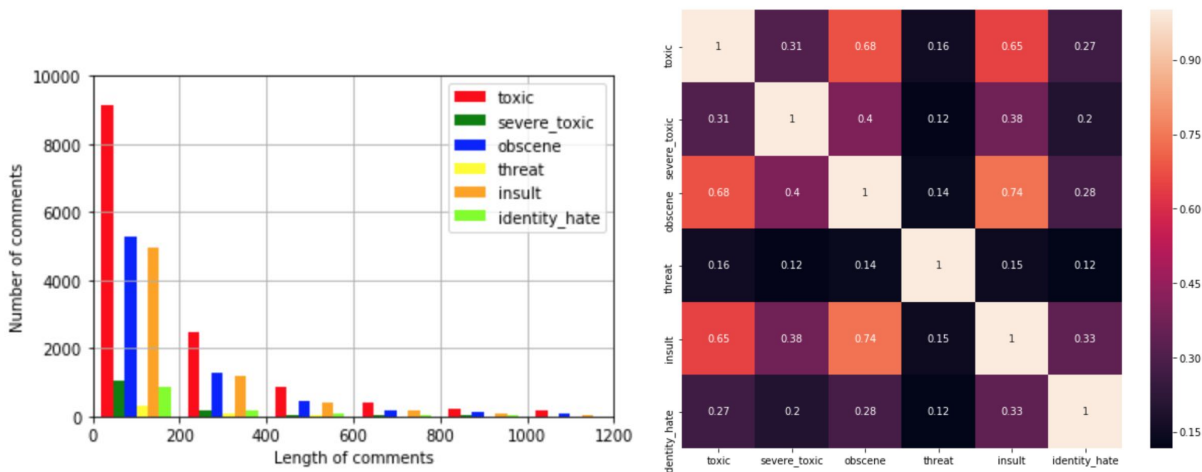 10000
8000
6000
4000
2000
0
Number of comments
0 200 400 600 800 1000 1200
Length of comments
toxic
severe_toxic
obscene
threat
insult
identity_hate
toxic
1 0.31 0.68 0.16 0.65 0.27
severe_toxic
0.31 1 0.4 0.12 0.38 0.2
obscene
0.68 0.4 1 0.14 0.74 0.28
threat
0.16 0.12 0.14 1 0.15 0.12
insult
0.65 0.38 0.74 0.15 1 0.33
identity_hate
0.27 0.2 0.28 0.12 0.33 1
toxic severe_toxic obscene threat insult identity_hate
0.90
0.75
0.60
0.45
0.30
0.15